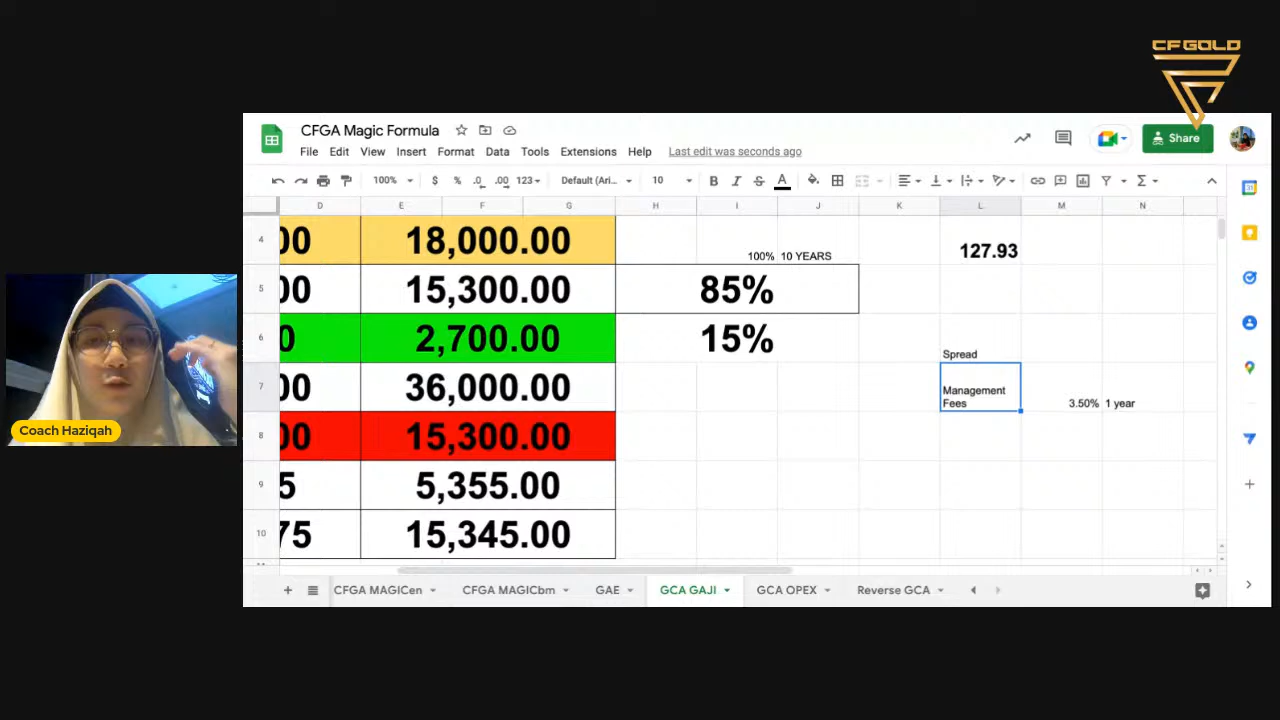 CFGOLD
CFGA Magic Formula
Share
File Edit View Insert Format Data Tools Extensions Help Last edit was seconds ago
100% $ % .0 .00 123 Default (Ari... 10 B I S A
D E F G H I J K L M N
4 00 18,000.00 100% 10 YEARS 127.93
5 00 15,300.00 85%
6 0 2,700.00 15% Spread
7 00 36,000.00 Management
Fees 3.50% 1 year
8 00 15,300.00
9 5 5,355.00
10 75 15,345.00
Coach Haziqah
CFGA MAGICen CFGA MAGICbm GAE GCA GAJI GCA OPEX Reverse GCA